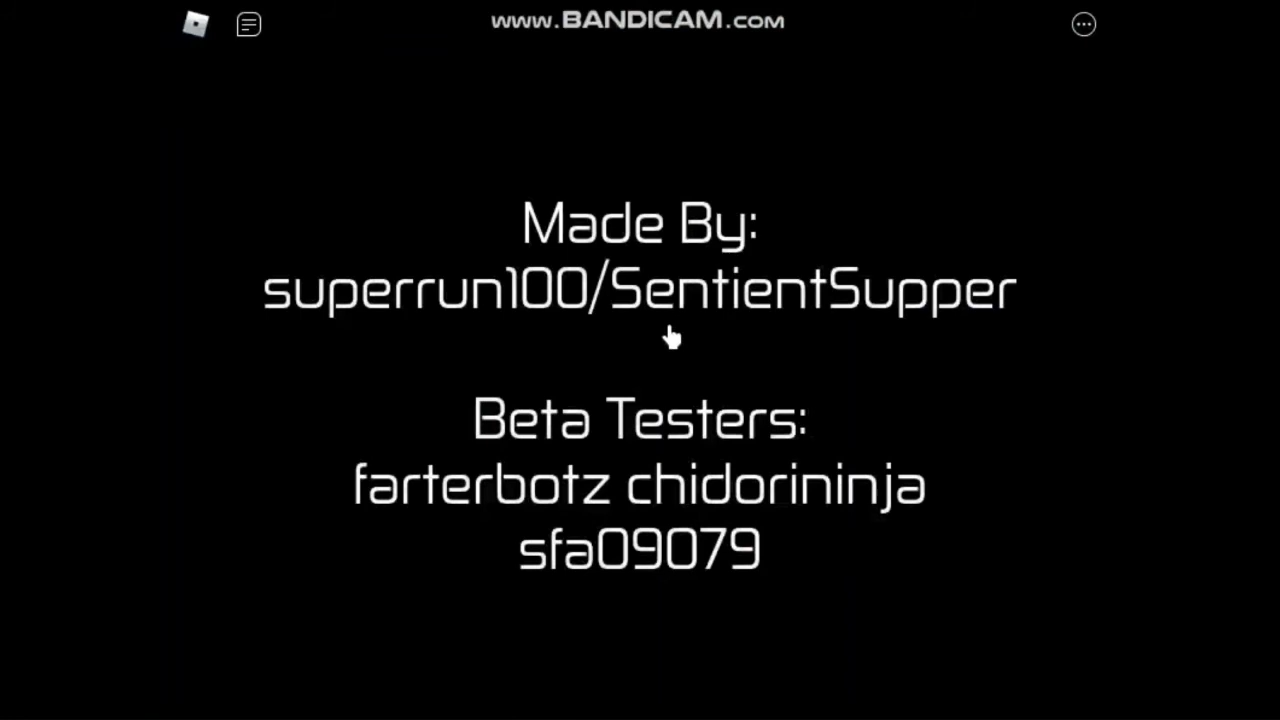 www.BANDICAM.com
Made By:
superrun100/SentientSupper
Beta Testers:
farterbotz chidorininja
sfa09079